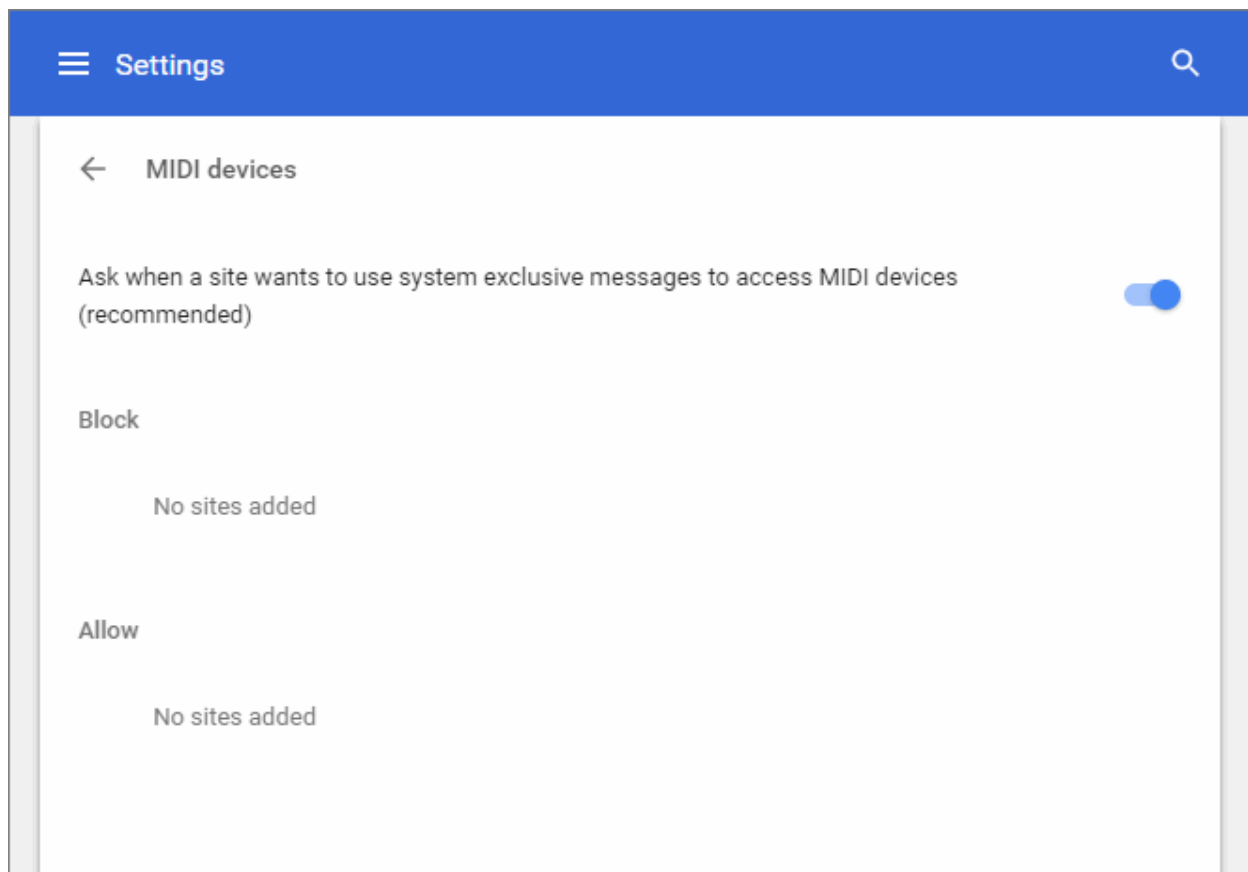 Settings
MIDI devices
Ask when a site wants to use system exclusive messages to access MIDI devices
(recommended)
Block
No sites added
Allow
No sites added